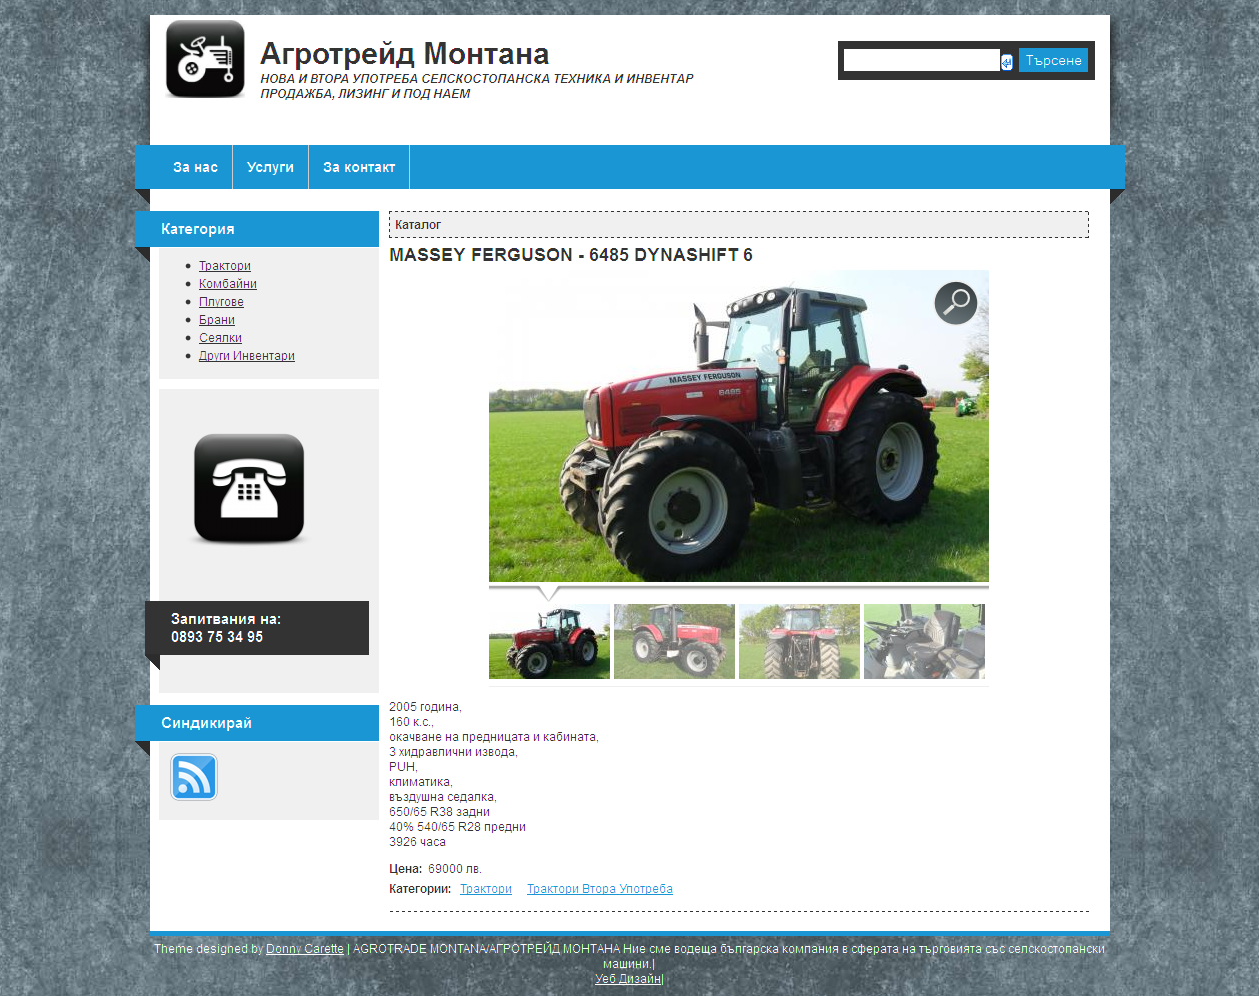 Агротрейд Монтана
НОВА И ВТОРА УПОТРЕБА СЕЛСКОСТОПАНСКА ТЕХНИКА И ИНВЕНТАР
ПРОДАЖБА, ЛИЗИНГ И ПОД НАЕМ
Търсене
За нас
Услуги
За контакт
Категория
Трактори
Комбайни
Плугове
Брани
Сеялки
Други Инвентари
Запитвания на:
0893 75 34 95
Синдикирай
Каталог
MASSEY FERGUSON - 6485 DYNASHIFT 6
MASSEY FERGUSON
6485
2005 година,
160 к.с.,
окачване на предницата и кабината,
3 хидравлични извода,
PUH,
климатика,
въздушна седалка,
650/65 R38 задни
40% 540/65 R28 предни
3926 часа
Цена: 69000 лв.
Категории: Трактори Трактори Втора Употреба
Theme designed by Donny Carette | AGROTRADE MONTANA/АГРОТРЕЙД МОНТАНА Ние сме водеща българска компания в сферата на търговията със селскостопански
машини.|
Уеб Дизайн|